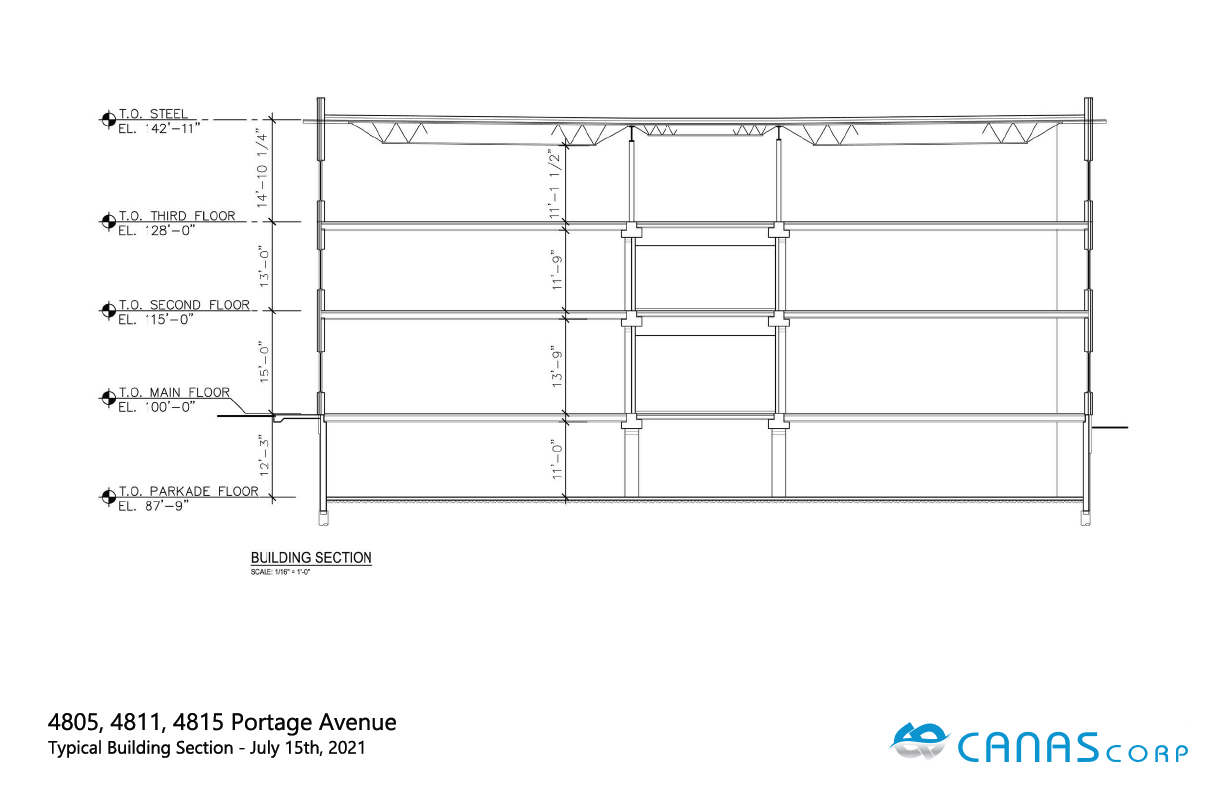 T.O. STEEL
EL. 142'-11"
14'-10 1/4"
11'-1 1/2"
T.O. THIRD FLOOR
EL. 128'-0"
13'-0"
11'-9"
T.O. SECOND FLOOR
EL. 115'-0"
15'-0"
13'-9"
T.O. MAIN FLOOR
EL. 100'-0"
12'-3"
11'-0"
T.O. PARKADE FLOOR
EL. 87'-9"
BUILDING SECTION
SCALE: 1/16" = 1'-0"
4805, 4811, 4815 Portage Avenue
Typical Building Section - July 15th, 2021
CANAS CORP